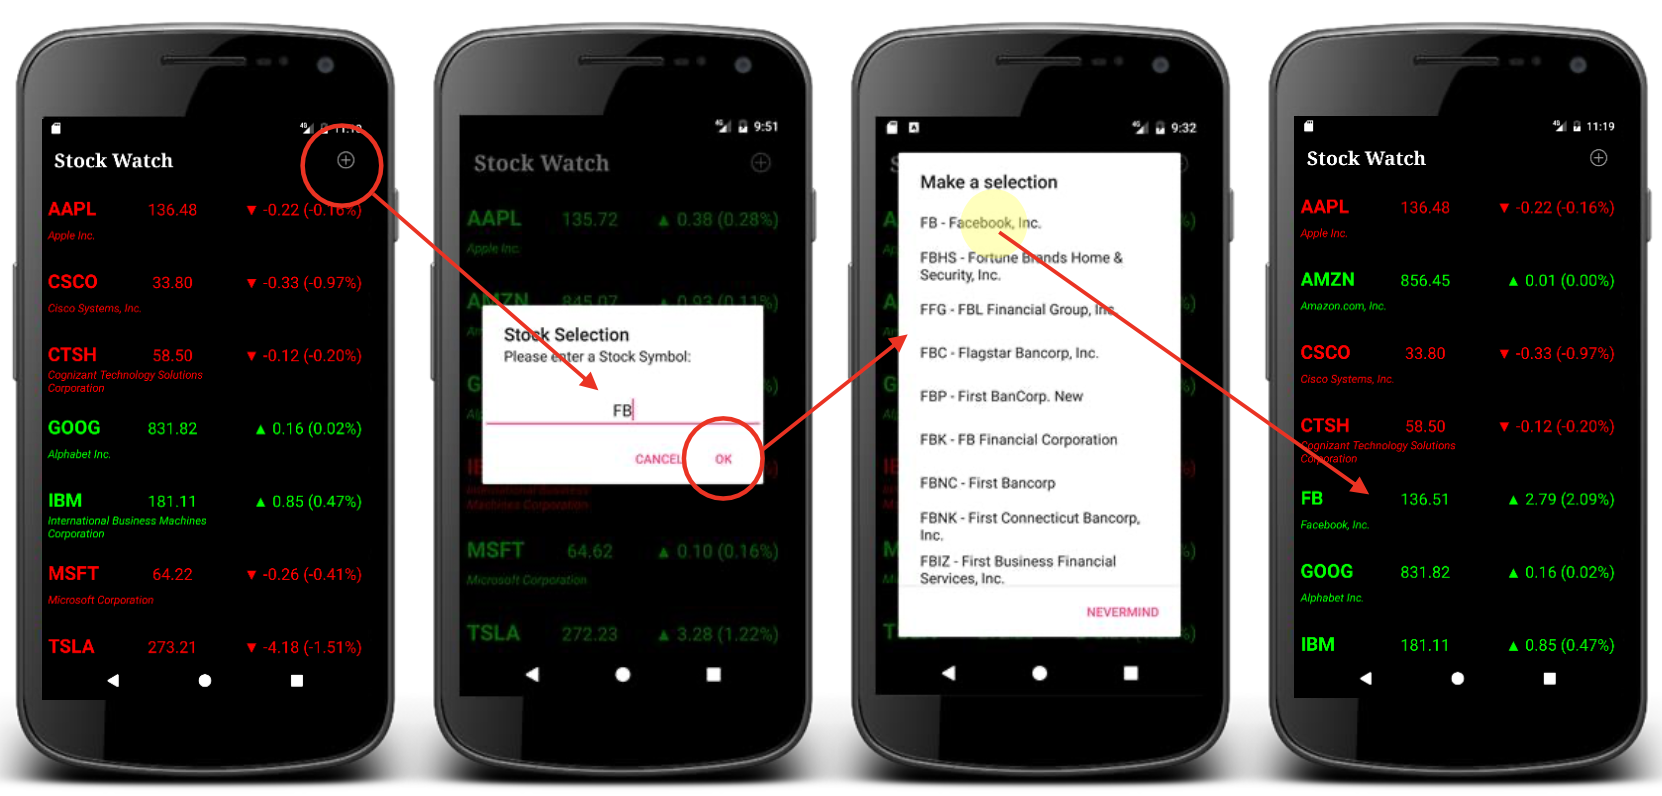 11:19
Stock Watch
AAPL 136.48 ▼ -0.22 (-0.16%)
Apple Inc.
CSCO 33.80 ▼ -0.33 (-0.97%)
Cisco Systems, Inc.
CTSH 58.50 ▼ -0.12 (-0.20%)
Cognizant Technology Solutions
Corporation
GOOG 831.82 ▲ 0.16 (0.02%)
Alphabet Inc.
IBM 181.11 ▲ 0.85 (0.47%)
International Business Machines
Corporation
MSFT 64.22 ▼ -0.26 (-0.41%)
Microsoft Corporation
TSLA 273.21 ▼ -4.18 (-1.51%)
4G 9:51
Stock Watch
AAPL 135.72 ▲ 0.38 (0.28%)
Apple Inc.
AMZN 845.07 ▲ 0.93 (0.11%)
Stock Selection
Please enter a Stock Symbol:
FB
CANCEL OK
International Business
Machines Corporation
MSFT 64.62 ▲ 0.10 (0.16%)
Microsoft Corporation
TSLA 272.23 ▲ 3.28 (1.22%)
4G 9:32
Make a selection
FB - Facebook, Inc.
FBHS - Fortune Brands Home &
Security, Inc.
FFG - FBL Financial Group, Inc.
FBC - Flagstar Bancorp, Inc.
FBP - First BanCorp. New
FBK - FB Financial Corporation
FBNC - First Bancorp
FBNK - First Connecticut Bancorp,
Inc.
FBIZ - First Business Financial
Services, Inc.
NEVERMIND
4G 11:19
Stock Watch
AAPL 136.48 ▼ -0.22 (-0.16%)
Apple Inc.
AMZN 856.45 ▲ 0.01 (0.00%)
Amazon.com, Inc.
CSCO 33.80 ▼ -0.33 (-0.97%)
Cisco Systems, Inc.
CTSH 58.50 ▼ -0.12 (-0.20%)
Cognizant Technology Solutions
Corporation
FB 136.51 ▲ 2.79 (2.09%)
Facebook, Inc.
GOOG 831.82 ▲ 0.16 (0.02%)
Alphabet Inc.
IBM 181.11 ▲ 0.85 (0.47%)